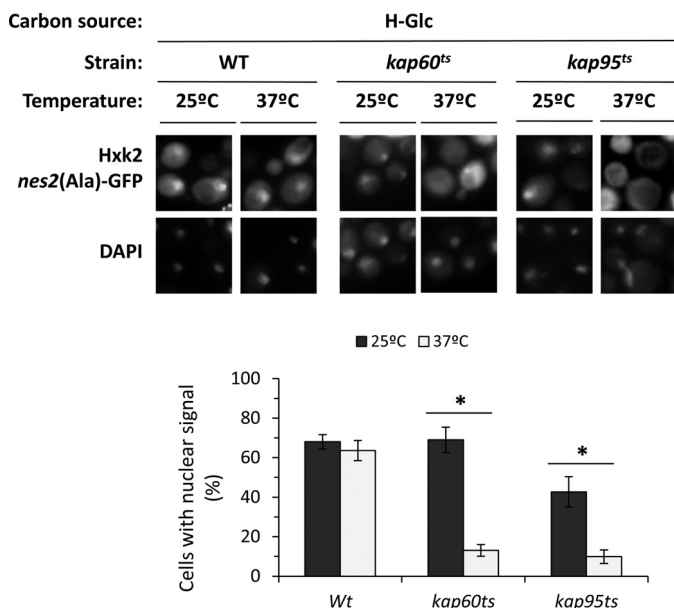 Carbon source: H-Glc
Strain: WT kap60ts kap95ts
Temperature: 25ºC 37ºC 25ºC 37ºC 25ºC 37ºC
Hxk2
nes2(Ala)-GFP
DAPI
25ºC 37ºC
Cells with nuclear signal
(%)
100
80
60
40
20
0
* *
Wt kap60ts kap95ts